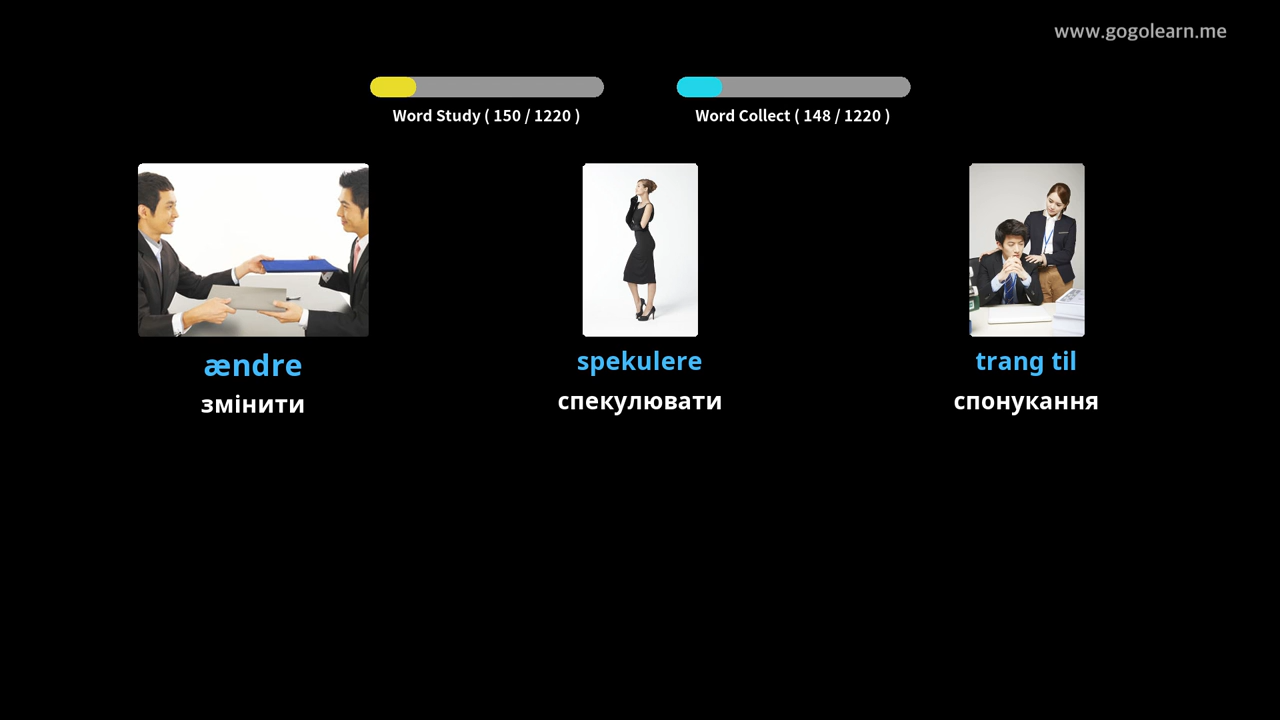 www.gogolearn.me
Word Study ( 150 / 1220 )
Word Collect ( 148 / 1220 )
ændre
змінити
spekulere
спекулювати
trang til
спонукання